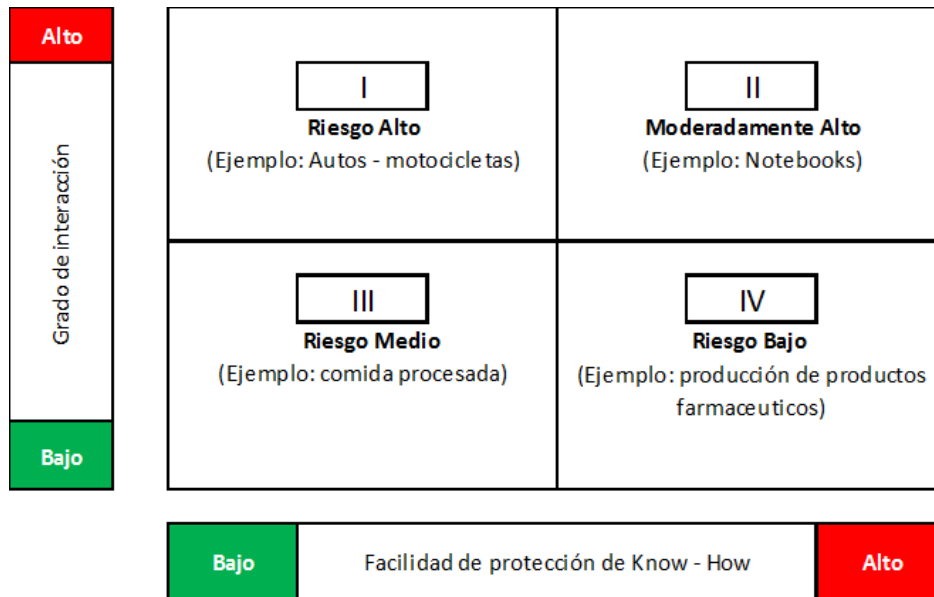 Alto
Grado de interacción
Bajo
I
Riesgo Alto
(Ejemplo: Autos - motocicletas)
II
Moderadamente Alto
(Ejemplo: Notebooks)
III
Riesgo Medio
(Ejemplo: comida procesada)
IV
Riesgo Bajo
(Ejemplo: producción de productos
farmaceuticos)
Bajo
Facilidad de protección de Know - How
Alto